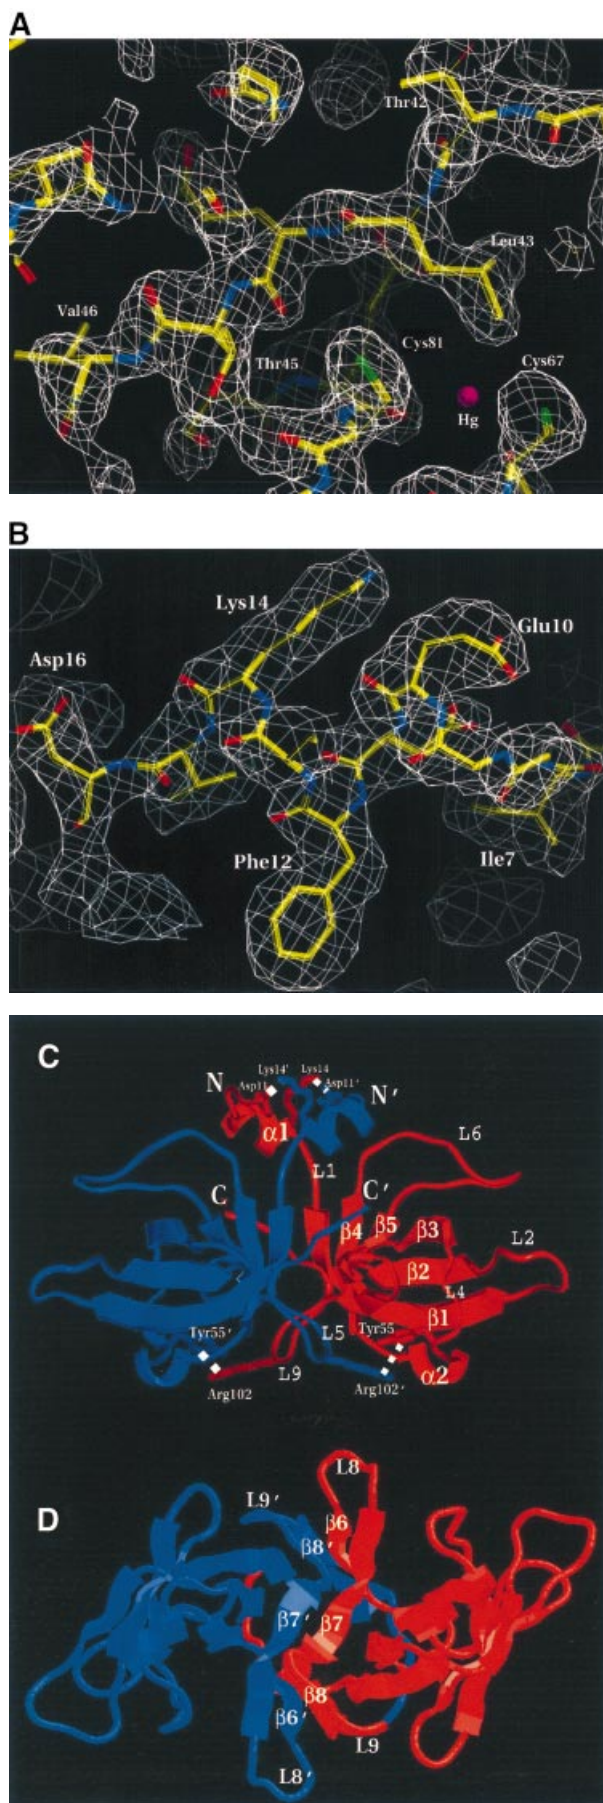 A
Thr42
Leu43
Val46
Thr45
Cys81
Cys67
Hg
B
Lys14
Glu10
Asp16
Phe12
Ile7
C
Lys14' Lys14
N Asp11 Asp11' N'
α1
L6
L1
C C'
β4 β5 β3 L2
β2
L4
β1
Tyr55' L5 Tyr55
L9 α2
Arg102 Arg102'
L8
D L9' β6
β8'
β7' β7
β8
β6'
L9
L8'